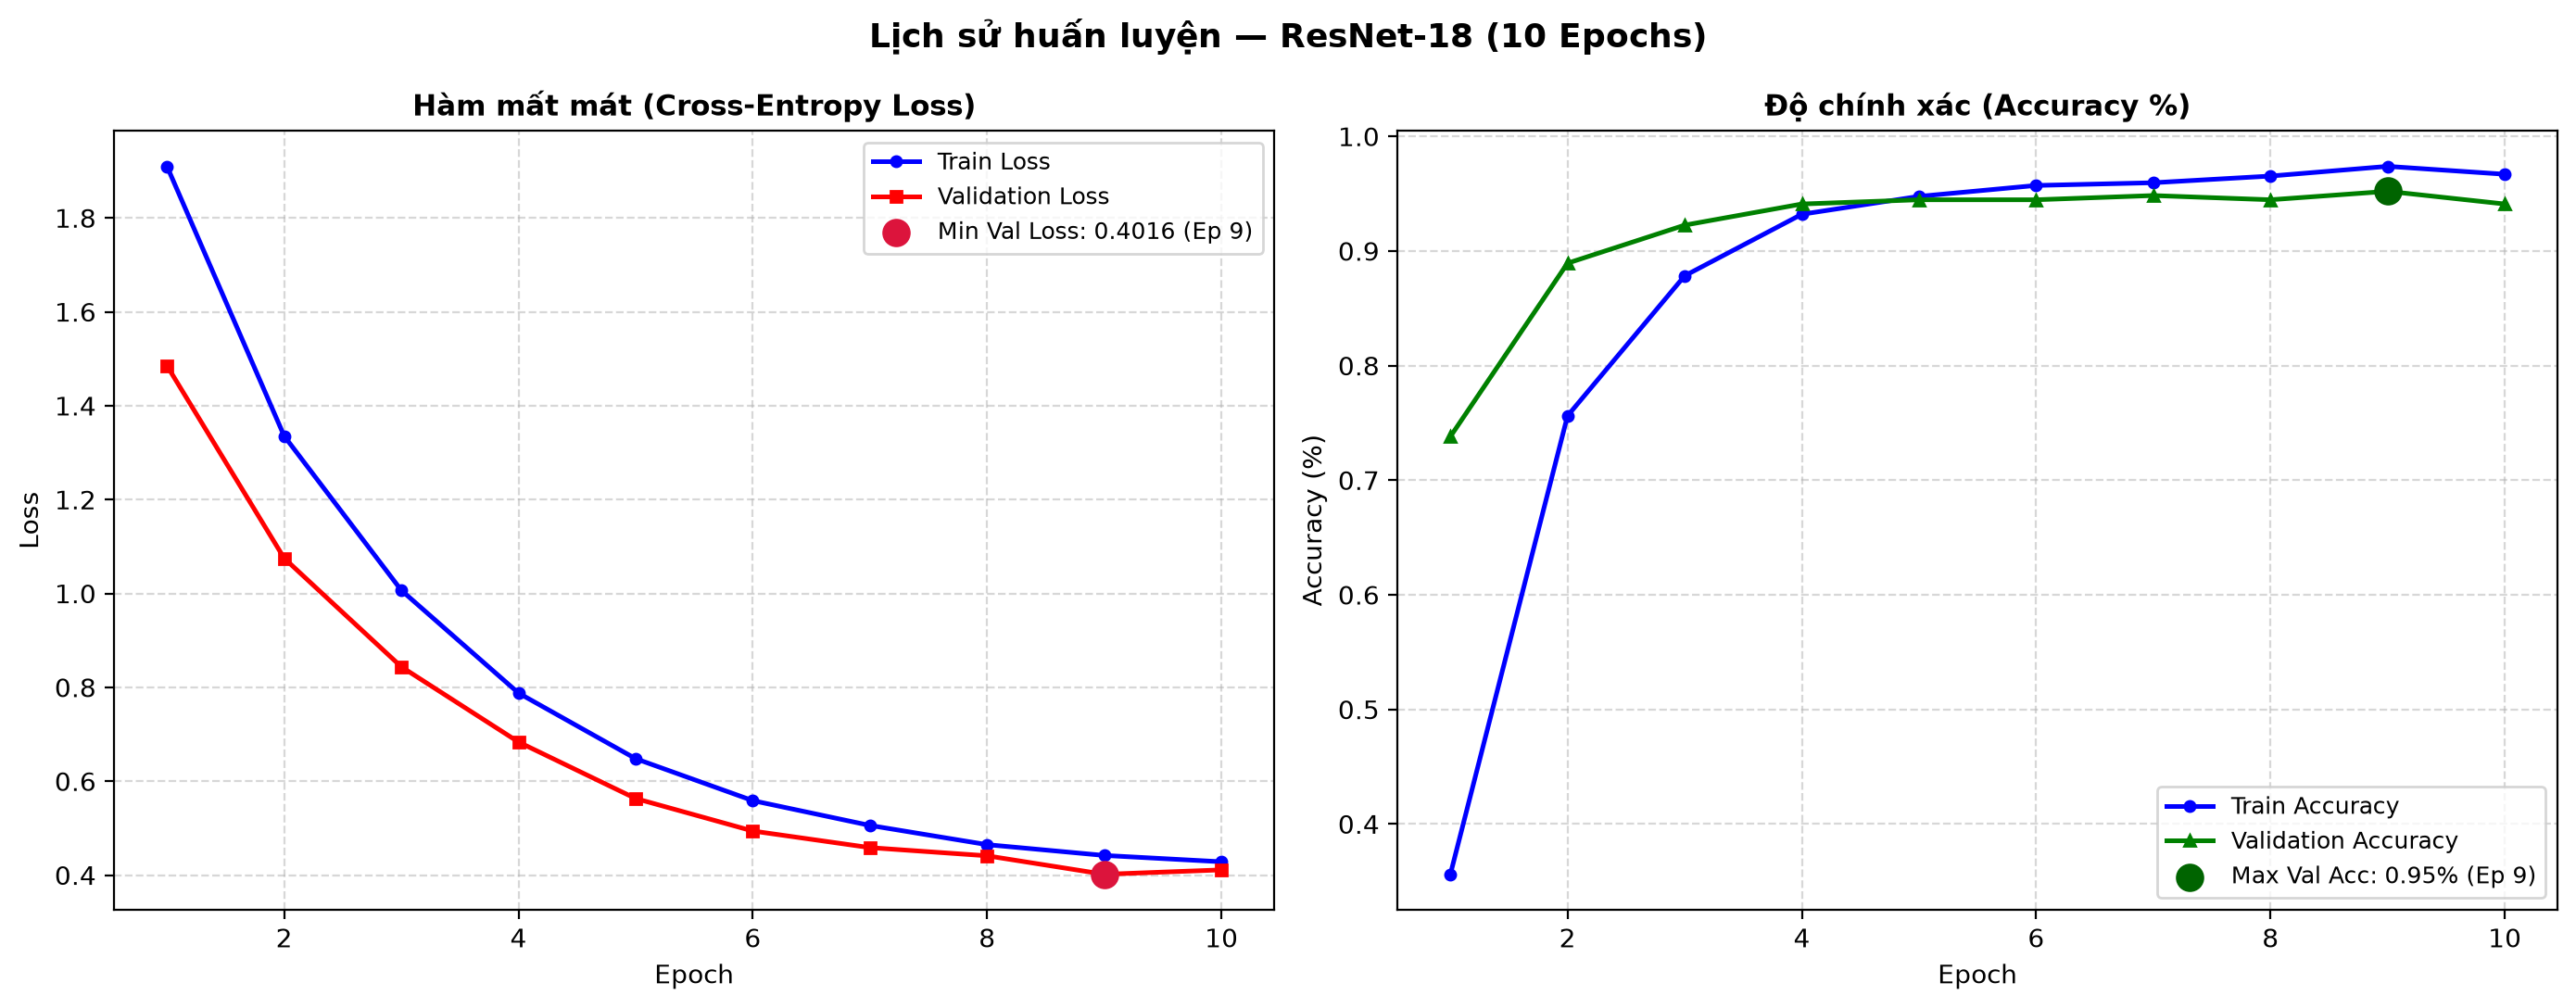 Lịch sử huấn luyện — ResNet-18 (10 Epochs)
Hàm mất mát (Cross-Entropy Loss)
Train Loss
Validation Loss
Min Val Loss: 0.4016 (Ep 9)
Loss
1.8
1.6
1.4
1.2
1.0
0.8
0.6
0.4
2 4 6 8 10
Epoch
Độ chính xác (Accuracy %)
Accuracy (%)
1.0
0.9
0.8
0.7
0.6
0.5
0.4
Train Accuracy
Validation Accuracy
Max Val Acc: 0.95% (Ep 9)
2 4 6 8 10
Epoch